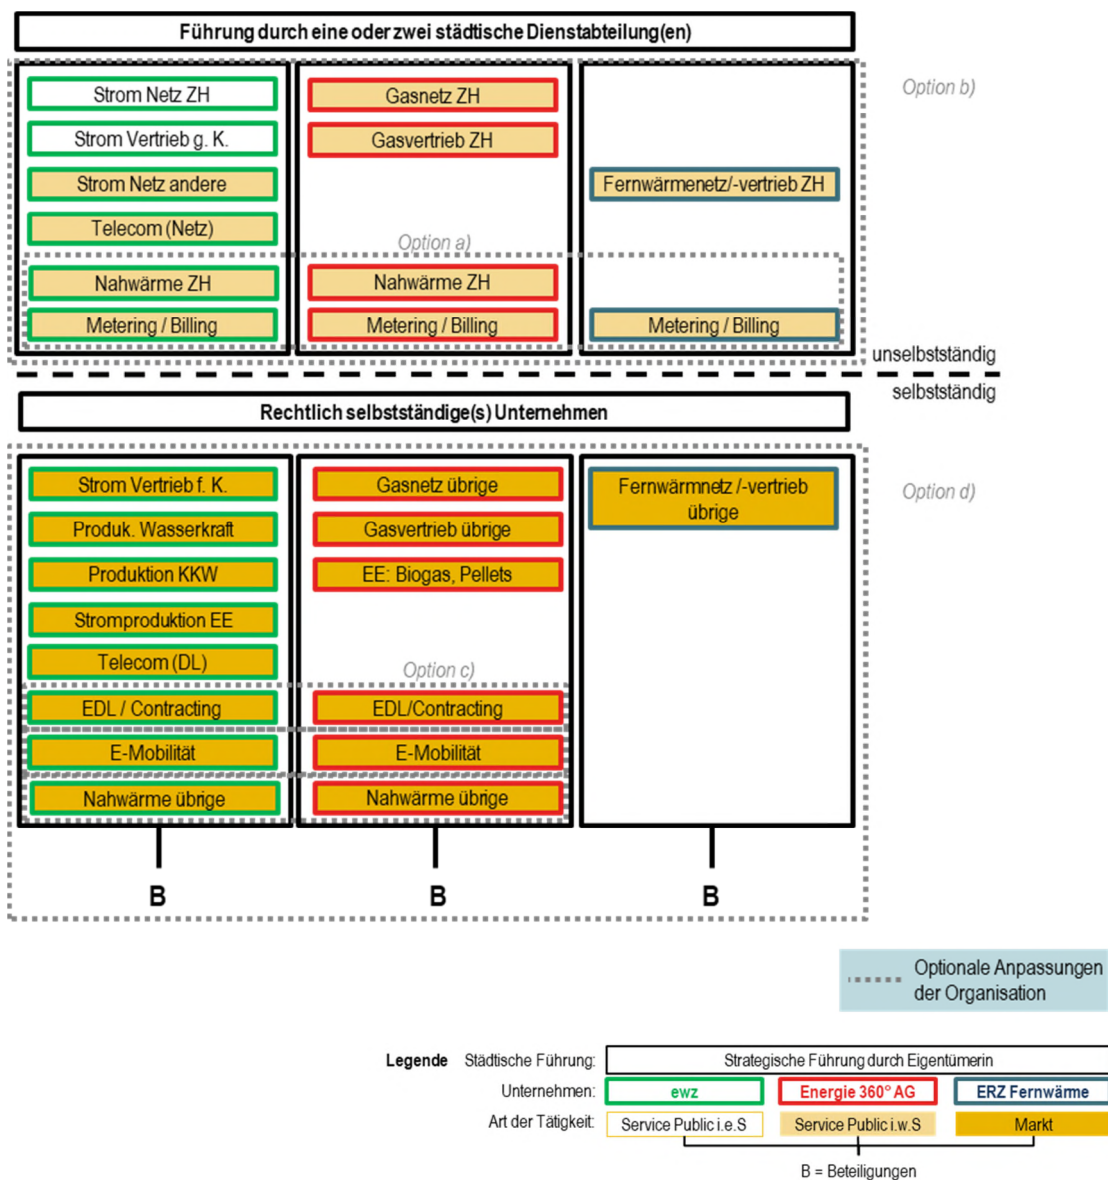 Führung durch eine oder zwei städtische Dienstabteilung(en)
Option b)
Strom Netz ZH
Gasnetz ZH
Strom Vertrieb g. K.
Gasvertrieb ZH
Strom Netz andere
Fernwärmenetz/-vertrieb ZH
Telecom (Netz)
Option a)
Nahwärme ZH
Nahwärme ZH
Metering / Billing
Metering / Billing
Metering / Billing
unselbstständig
selbstständig
Rechtlich selbstständige(s) Unternehmen
Strom Vertrieb f. K.
Gasnetz übrige
Fernwärmnetz /-vertrieb
übrige
Option d)
Produk. Wasserkraft
Gasvertrieb übrige
Produktion KKW
EE: Biogas, Pellets
Stromproduktion EE
Telecom (DL)
Option c)
EDL / Contracting
EDL/Contracting
E-Mobilität
E-Mobilität
Nahwärme übrige
Nahwärme übrige
B
B
B
Optionale Anpassungen
der Organisation
Legende
Städtische Führung:
Strategische Führung durch Eigentümerin
Unternehmen:
ewz
Energie 360° AG
ERZ Fernwärme
Art der Tätigkeit:
Service Public i.e.S
Service Public i.w.S
Markt
B = Beteiligungen